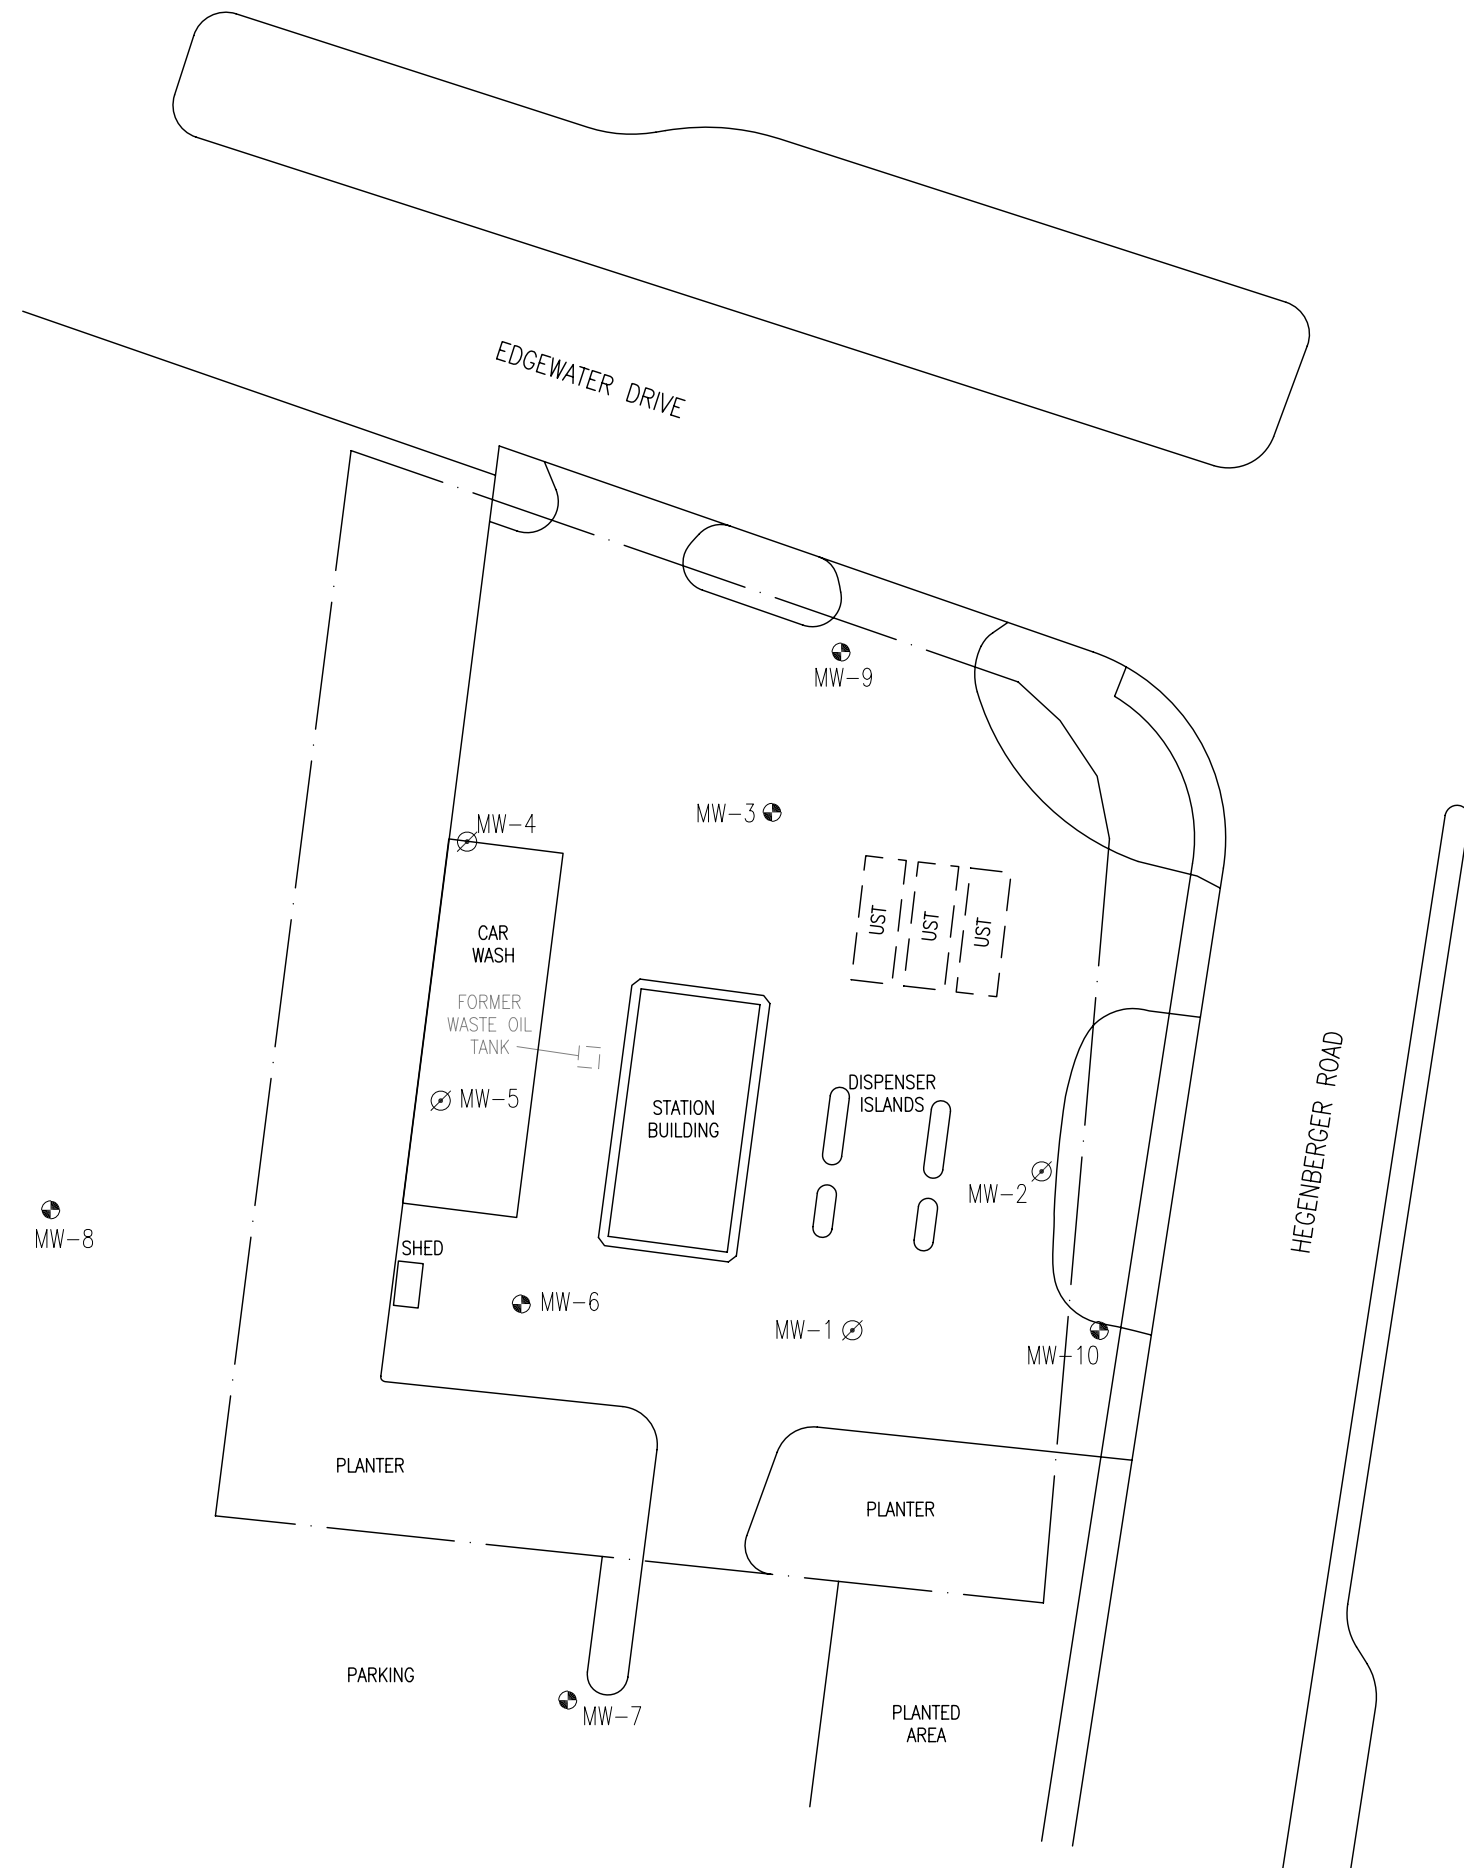 EDGEWATER DRIVE
MW-9
MW-3
MW-4
CAR
WASH
UST
UST
UST
FORMER
WASTE OIL
TANK
STATION
BUILDING
DISPENSER
ISLANDS
MW-5
MW-2
HEGENBERGER ROAD
MW-8
SHED
MW-6
MW-1
MW-10
PLANTER
PLANTER
PARKING
MW-7
PLANTED
AREA